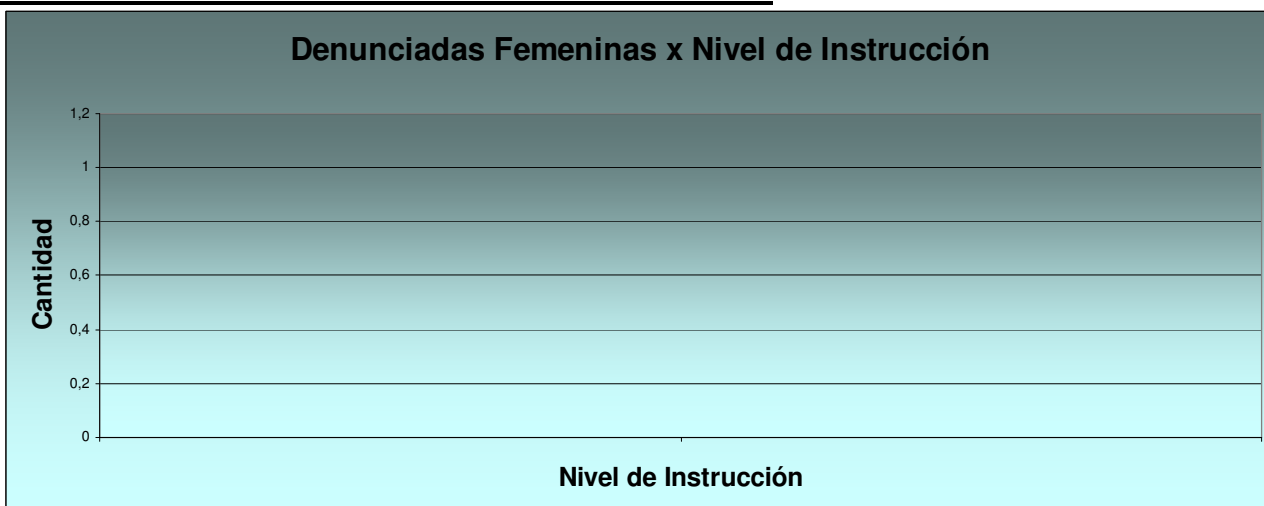 Denunciadas Femeninas x Nivel de Instrucción
1,2
1
0,8
0,6
0,4
0,2
0
Cantidad
Nivel de Instrucción